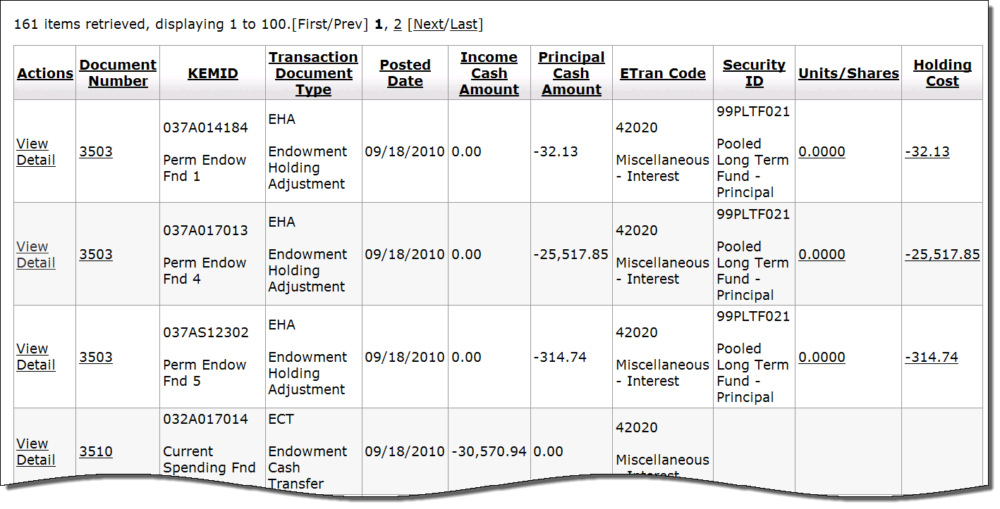 161 items retrieved, displaying 1 to 100.[First/Prev] 1, 2 [Next/Last]
Actions
Document
Number
KEMID
Transaction
Document
Type
Posted
Date
Income
Cash
Amount
Principal
Cash
Amount
ETran Code
Security
ID
Units/Shares
Holding
Cost
View
Detail
3503
037A014184
Perm Endow
Fnd 1
EHA
Endowment
Holding
Adjustment
09/18/2010
0.00
-32.13
42020
Miscellaneous
- Interest
99PLTF021
Pooled
Long Term
Fund -
Principal
0.0000
-32.13
View
Detail
3503
037A017013
Perm Endow
Fnd 4
EHA
Endowment
Holding
Adjustment
09/18/2010
0.00
-25,517.85
42020
Miscellaneous
- Interest
99PLTF021
Pooled
Long Term
Fund -
Principal
0.0000
-25,517.85
View
Detail
3503
037AS12302
Perm Endow
Fnd 5
EHA
Endowment
Holding
Adjustment
09/18/2010
0.00
-314.74
42020
Miscellaneous
- Interest
99PLTF021
Pooled
Long Term
Fund -
Principal
0.0000
-314.74
View
Detail
3510
032A017014
Current
Spending Fnd
ECT
Endowment
Cash
Transfer
09/18/2010
-30,570.94
0.00
42020
Miscellaneous
- Interest